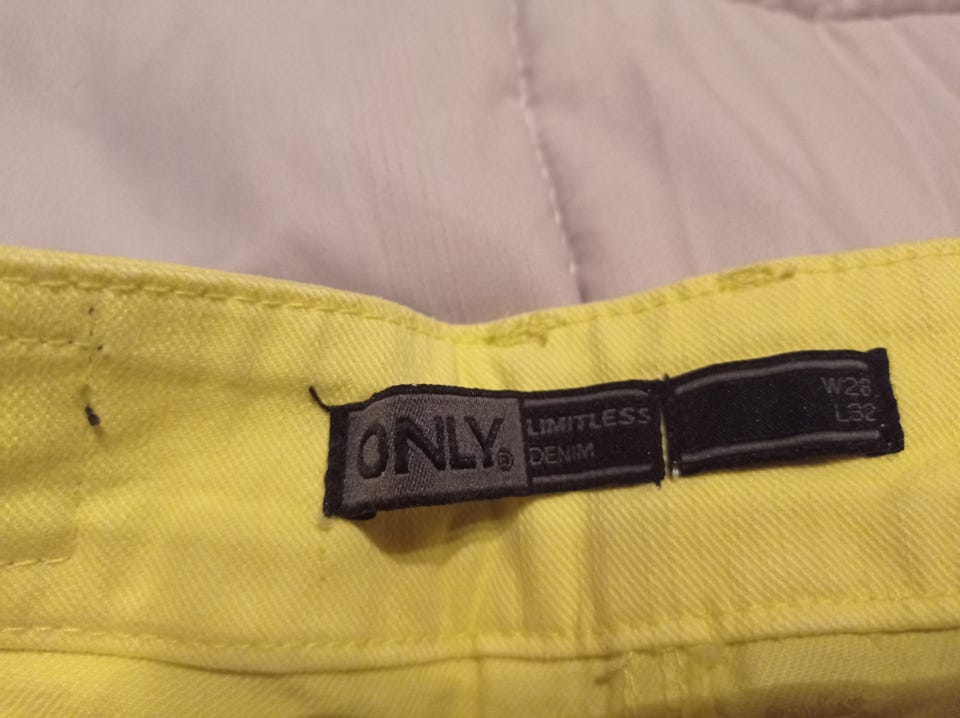 ONLY®
LIMITLESS
DENIM
W28
L32